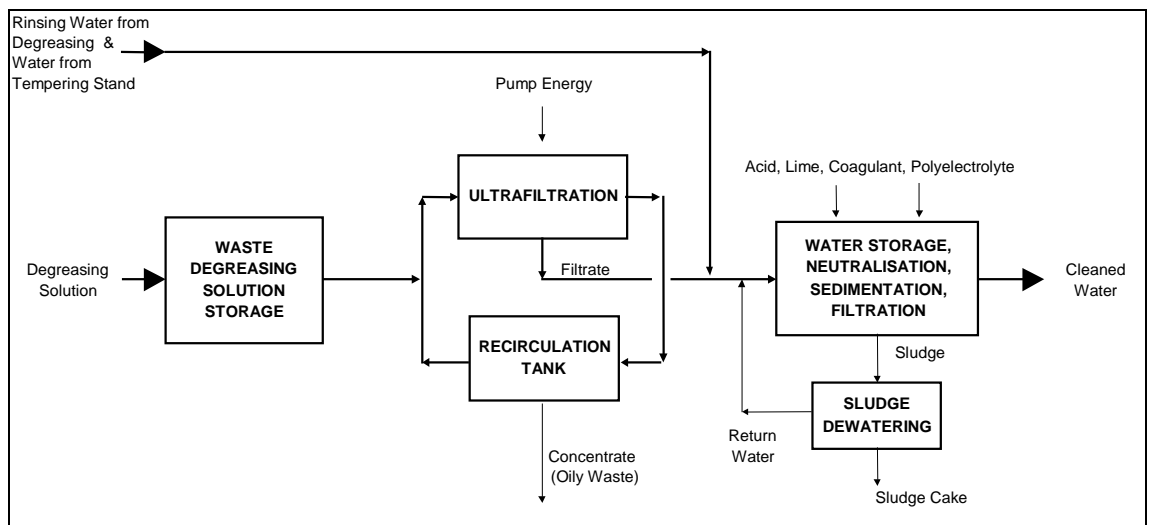 Rinsing Water from
Degreasing &
Water from
Tempering Stand
Pump Energy
ULTRAFILTRATION
Acid, Lime, Coagulant, Polyelectrolyte
WASTE
DEGREASING
SOLUTION
STORAGE
Degreasing
Solution
Filtrate
WATER STORAGE,
NEUTRALISATION,
SEDIMENTATION,
FILTRATION
Cleaned
Water
RECIRCULATION
TANK
Sludge
SLUDGE
DEWATERING
Return
Water
Concentrate
(Oily Waste)
Sludge Cake